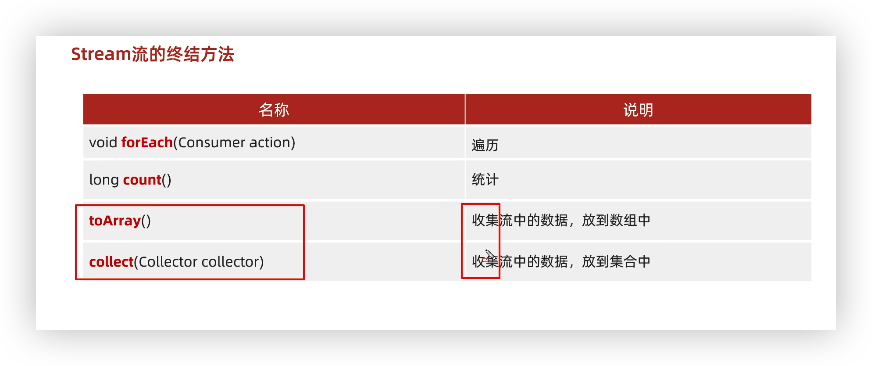 Stream流的终结方法
名称 说明
void forEach(Consumer action) 遍历
long count() 统计
toArray() 收集流中的数据，放到数组中
collect(Collector collector) 收集流中的数据，放到集合中